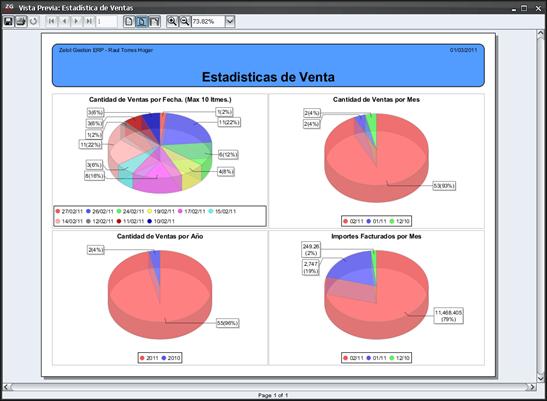 ZG Vista Previa: Estadística de Ventas
1
73.82%
Zetol Gestion ERP - Raul Torres Hoger
01/03/2011
Estadisticas de Venta
Cantidad de Ventas por Fecha. (Max 10 Itmes.)
3(6%)
3(6%)
1(2%)
11(22%)
3(6%)
8(16%)
1(2%)
11(22%)
6(12%)
4(8%)
27/02/11 26/02/11 24/02/11 19/02/11 17/02/11 15/02/11
14/02/11 12/02/11 11/02/11 10/02/11
Cantidad de Ventas por Mes
2(4%)
2(4%)
53(93%)
02/11 01/11 12/10
Cantidad de Ventas por Año
2(4%)
55(96%)
2011 2010
Importes Facturados por Mes
249.26
(2%)
2,747
(19%)
11,468.405
(79%)
02/11 01/11 12/10
Page 1 of 1